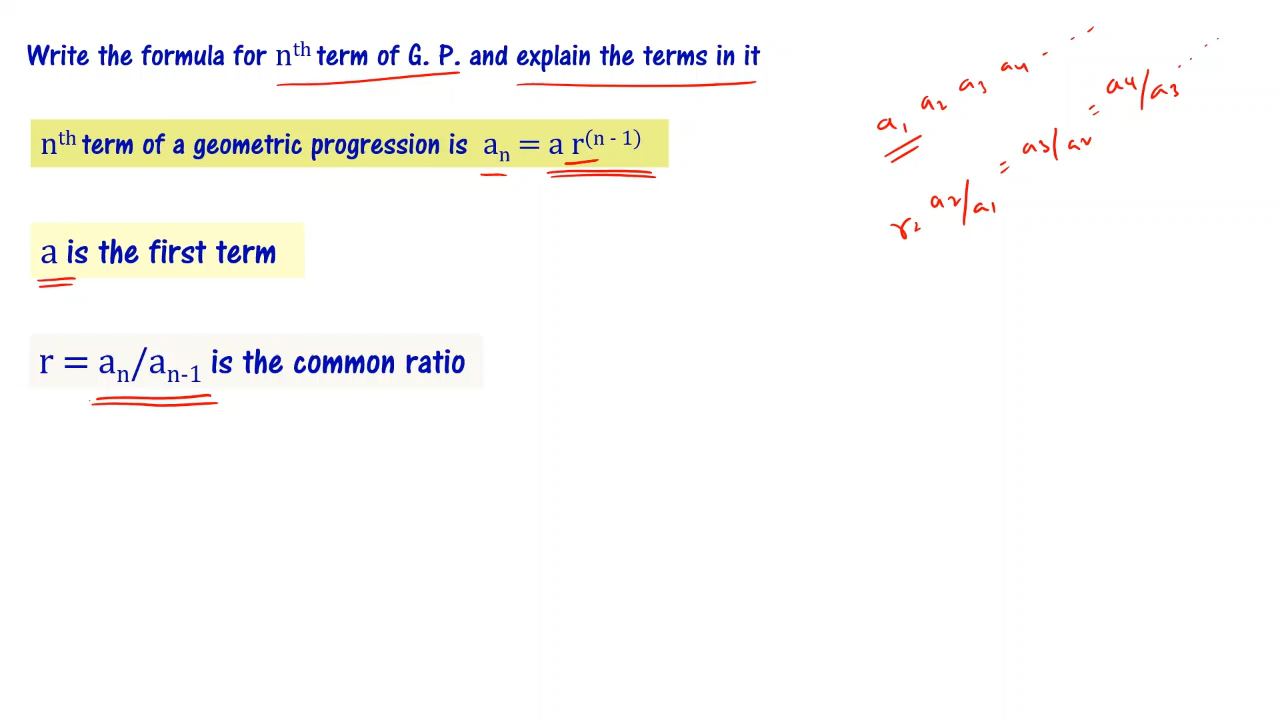 Write the formula for nᵗʰ term of G. P. and explain the terms in it
nᵗʰ term of a geometric progression is aₙ = a r⁽ⁿ ⁻ ¹⁾
a is the first term
r = aₙ/aₙ₋₁ is the common ratio
a₁ a₂ a₃ a₄ . . . .
r = a₂/a₁ = a₃/a₂ = a₄/a₃ . . . . .